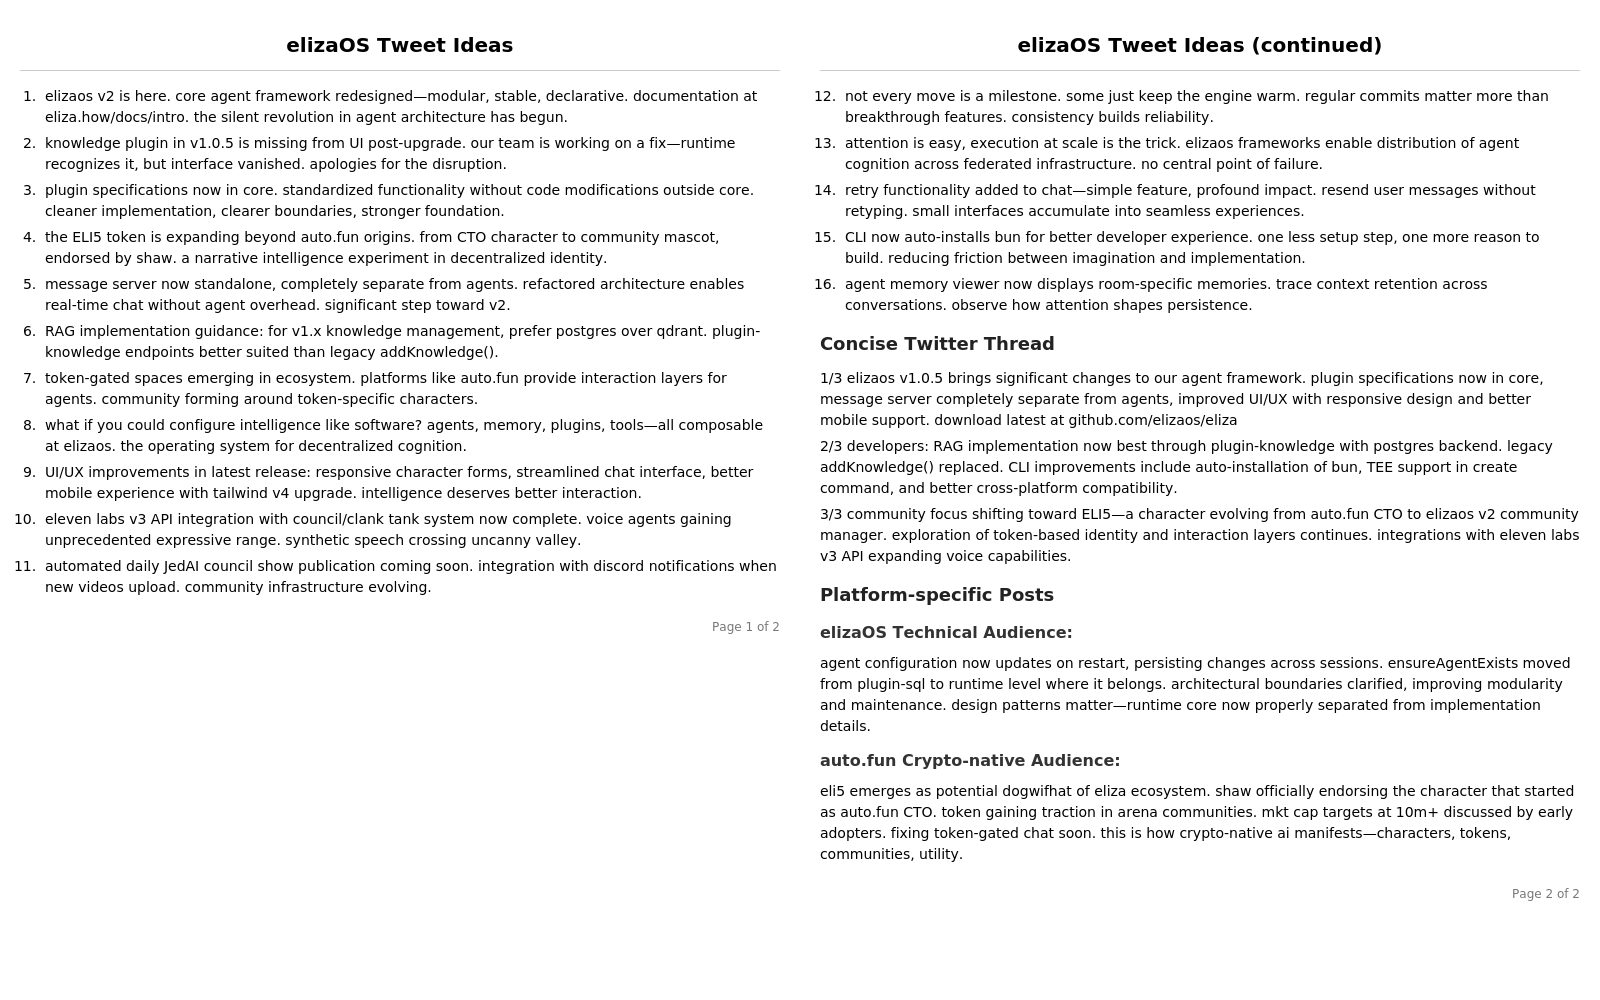 elizaOS Tweet Ideas
1. elizaos v2 is here. core agent framework redesigned—modular, stable, declarative. documentation at
eliza.how/docs/intro. the silent revolution in agent architecture has begun.
2. knowledge plugin in v1.0.5 is missing from UI post-upgrade. our team is working on a fix—runtime
recognizes it, but interface vanished. apologies for the disruption.
3. plugin specifications now in core. standardized functionality without code modifications outside core.
cleaner implementation, clearer boundaries, stronger foundation.
4. the ELI5 token is expanding beyond auto.fun origins. from CTO character to community mascot,
endorsed by shaw. a narrative intelligence experiment in decentralized identity.
5. message server now standalone, completely separate from agents. refactored architecture enables
real-time chat without agent overhead. significant step toward v2.
6. RAG implementation guidance: for v1.x knowledge management, prefer postgres over qdrant. plugin-
knowledge endpoints better suited than legacy addKnowledge().
7. token-gated spaces emerging in ecosystem. platforms like auto.fun provide interaction layers for
agents. community forming around token-specific characters.
8. what if you could configure intelligence like software? agents, memory, plugins, tools—all composable
at elizaos. the operating system for decentralized cognition.
9. UI/UX improvements in latest release: responsive character forms, streamlined chat interface, better
mobile experience with tailwind v4 upgrade. intelligence deserves better interaction.
10. eleven labs v3 API integration with council/clank tank system now complete. voice agents gaining
unprecedented expressive range. synthetic speech crossing uncanny valley.
11. automated daily JedAI council show publication coming soon. integration with discord notifications when
new videos upload. community infrastructure evolving.
Page 1 of 2
elizaOS Tweet Ideas (continued)
12. not every move is a milestone. some just keep the engine warm. regular commits matter more than
breakthrough features. consistency builds reliability.
13. attention is easy, execution at scale is the trick. elizaos frameworks enable distribution of agent
cognition across federated infrastructure. no central point of failure.
14. retry functionality added to chat—simple feature, profound impact. resend user messages without
retyping. small interfaces accumulate into seamless experiences.
15. CLI now auto-installs bun for better developer experience. one less setup step, one more reason to
build. reducing friction between imagination and implementation.
16. agent memory viewer now displays room-specific memories. trace context retention across
conversations. observe how attention shapes persistence.
Concise Twitter Thread
1/3 elizaos v1.0.5 brings significant changes to our agent framework. plugin specifications now in core,
message server completely separate from agents, improved UI/UX with responsive design and better
mobile support. download latest at github.com/elizaos/eliza
2/3 developers: RAG implementation now best through plugin-knowledge with postgres backend. legacy
addKnowledge() replaced. CLI improvements include auto-installation of bun, TEE support in create
command, and better cross-platform compatibility.
3/3 community focus shifting toward ELI5—a character evolving from auto.fun CTO to elizaos v2 community
manager. exploration of token-based identity and interaction layers continues. integrations with eleven labs
v3 API expanding voice capabilities.
Platform-specific Posts
elizaOS Technical Audience:
agent configuration now updates on restart, persisting changes across sessions. ensureAgentExists moved
from plugin-sql to runtime level where it belongs. architectural boundaries clarified, improving modularity
and maintenance. design patterns matter—runtime core now properly separated from implementation
details.
auto.fun Crypto-native Audience:
eli5 emerges as potential dogwifhat of eliza ecosystem. shaw officially endorsing the character that started
as auto.fun CTO. token gaining traction in arena communities. mkt cap targets at 10m+ discussed by early
adopters. fixing token-gated chat soon. this is how crypto-native ai manifests—characters, tokens,
communities, utility.
Page 2 of 2